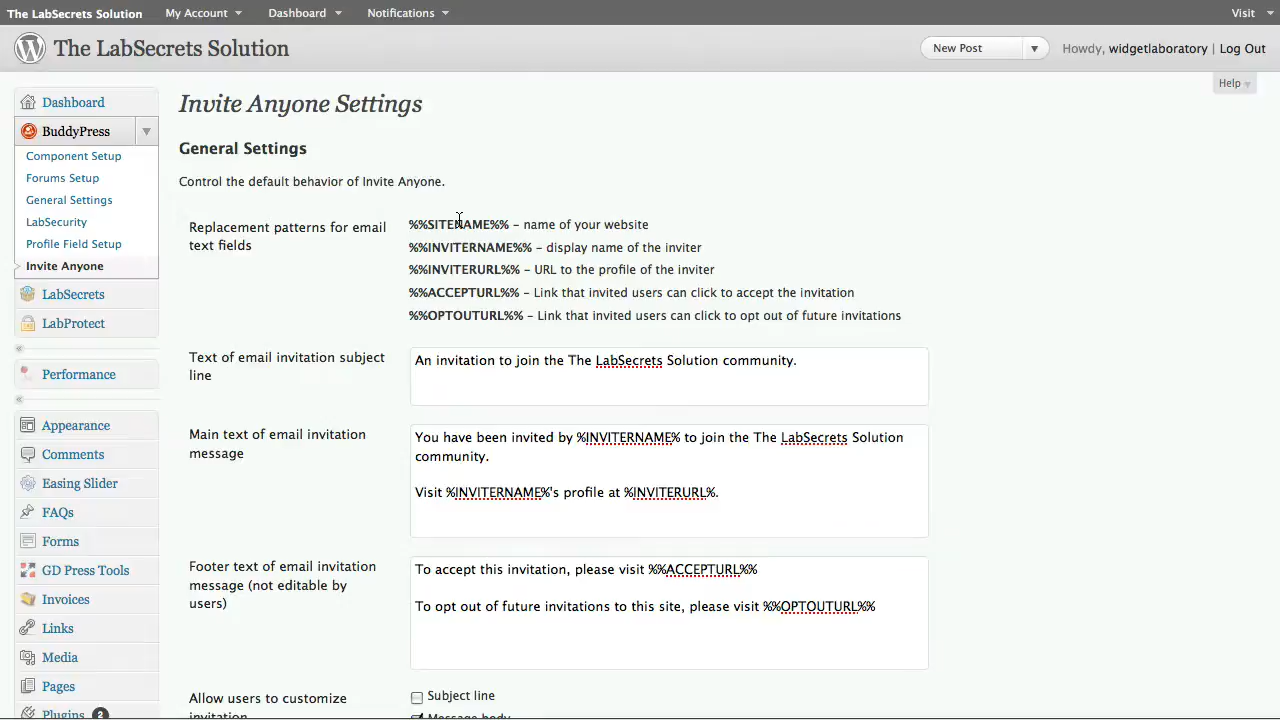 The LabSecrets Solution My Account Dashboard Notifications Visit
The LabSecrets Solution New Post Howdy, widgetlaboratory | Log Out
Help
Dashboard
BuddyPress
Component Setup
Forums Setup
General Settings
LabSecurity
Profile Field Setup
Invite Anyone
LabSecrets
LabProtect
Performance
Appearance
Comments
Easing Slider
FAQs
Forms
GD Press Tools
Invoices
Links
Media
Pages
Plugins 2
Invite Anyone Settings
General Settings
Control the default behavior of Invite Anyone.
Replacement patterns for email
text fields
%%SITENAME%% – name of your website
%%INVITERNAME%% – display name of the inviter
%%INVITERURL%% – URL to the profile of the inviter
%%ACCEPTURL%% – Link that invited users can click to accept the invitation
%%OPTOUTURL%% – Link that invited users can click to opt out of future invitations
Text of email invitation subject
line
An invitation to join the The LabSecrets Solution community.
Main text of email invitation
message
You have been invited by %INVITERNAME% to join the The LabSecrets Solution
community.
Visit %INVITERNAME%'s profile at %INVITERURL%.
Footer text of email invitation
message (not editable by
users)
To accept this invitation, please visit %%ACCEPTURL%%
To opt out of future invitations to this site, please visit %%OPTOUTURL%%
Allow users to customize
invitation
Subject line
Message body